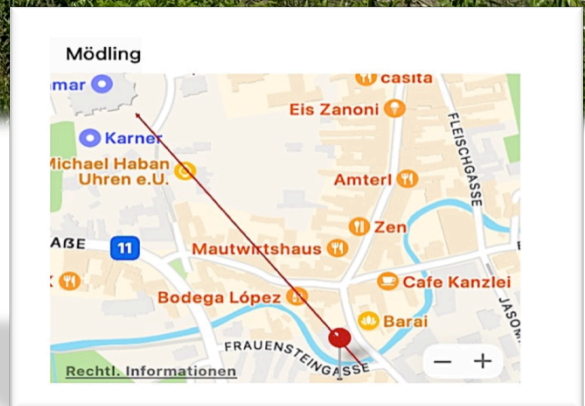 Mödling
mar
casita
Eis Zanoni
FLEISCHGASSE
Karner
Michael Haban
Uhren e.U.
Amterl
Zen
AẞE
11
Mautwirtshaus
Cafe Kanzlei
Bodega López
JASOM
Barai
FRAUENSTEINGASSE
Rechtl. Informationen
− +